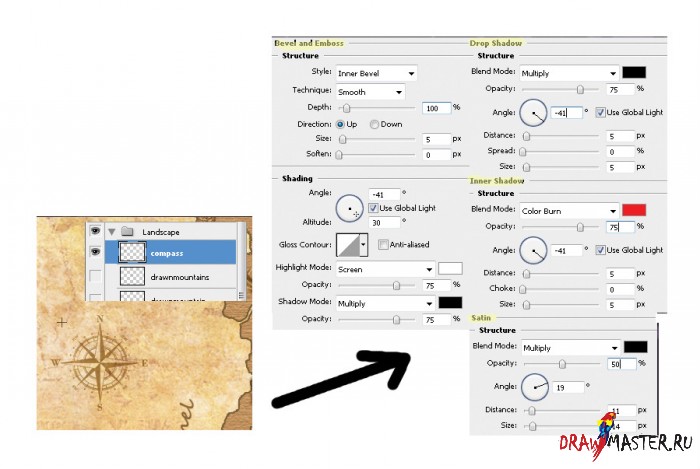 Bevel and Emboss
Structure
Style: Inner Bevel
Technique: Smooth
Depth: 100 %
Direction: Up Down
Size: 5 px
Soften: 0 px
Shading
Angle: -41 °
Use Global Light
Altitude: 30 °
Gloss Contour: Anti-aliased
Highlight Mode: Screen
Opacity: 75 %
Shadow Mode: Multiply
Opacity: 75 %
Drop Shadow
Structure
Blend Mode: Multiply
Opacity: 75 %
Angle: -41 ° Use Global Light
Distance: 5 px
Spread: 0 %
Size: 5 px
Inner Shadow
Structure
Blend Mode: Color Burn
Opacity: 75 %
Angle: -41 ° Use Global Light
Distance: 5 px
Choke: 0 %
Size: 5 px
Satin
Structure
Blend Mode: Multiply
Opacity: 50 %
Angle: 19 °
Distance: 11 px
Size: 14 px
Landscape
compass
drawnmountains
N
W E
S
DRAWMASTER.RU